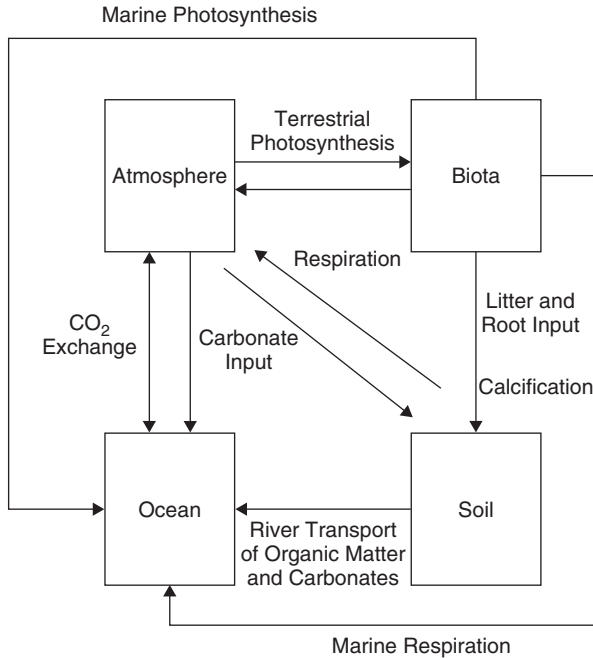 Marine Photosynthesis
Terrestrial
Photosynthesis
Atmosphere
Biota
Respiration
Litter and
Root Input
CO₂
Exchange
Carbonate
Input
Calcification
Ocean
Soil
River Transport
of Organic Matter
and Carbonates
Marine Respiration